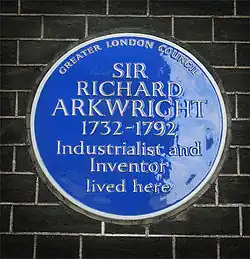 GREATER LONDON COUNCIL
SIR
RICHARD
ARKWRIGHT
1732-1792
Industrialist and
Inventor
lived here